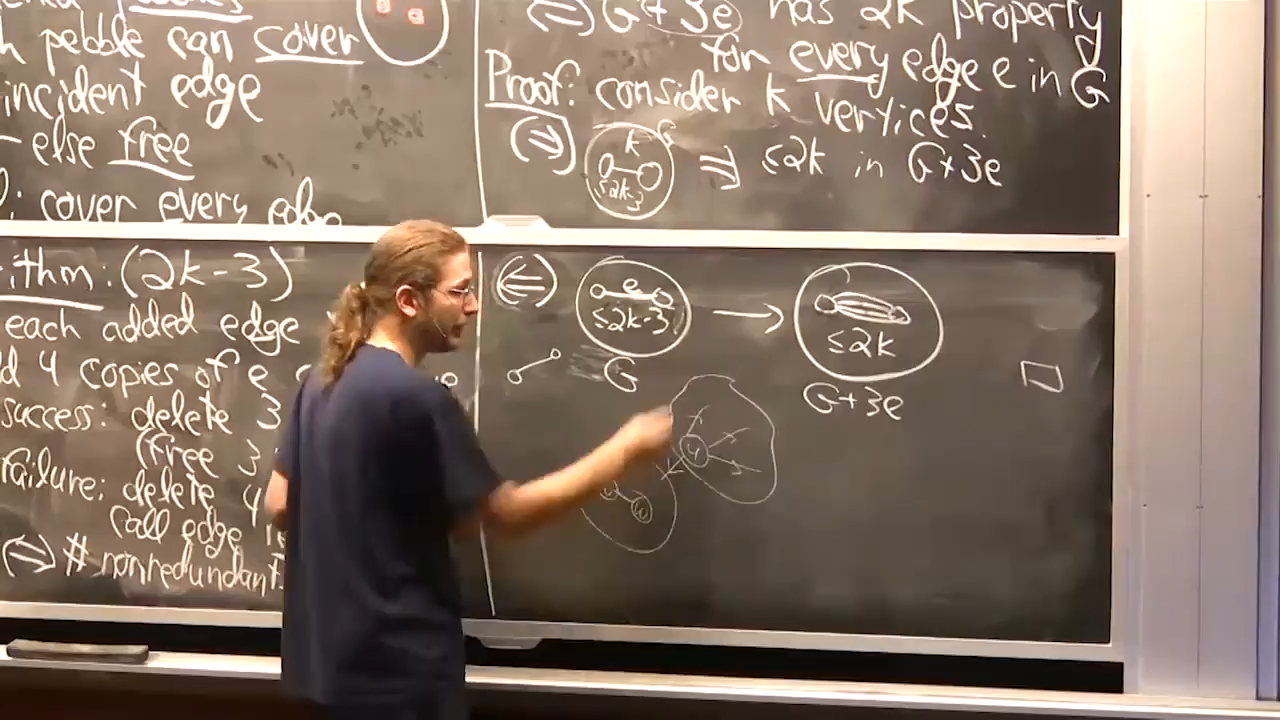 pebble can cover
incident edge
else free
: cover every edge
(⇔) G+3e has 2k property
for every edge e in G
Proof: consider k vertices.
(⇒) k ≤2k-3 ⇒ ≤2k in G+3e
ithm: (2k-3)
each added edge
4 copies of e
success: delete 3
(free 3
failure: delete 4
call edge
(⇔) # nonredundant
(⇐) e ≤2k-3 → ≤2k
G
G+3e